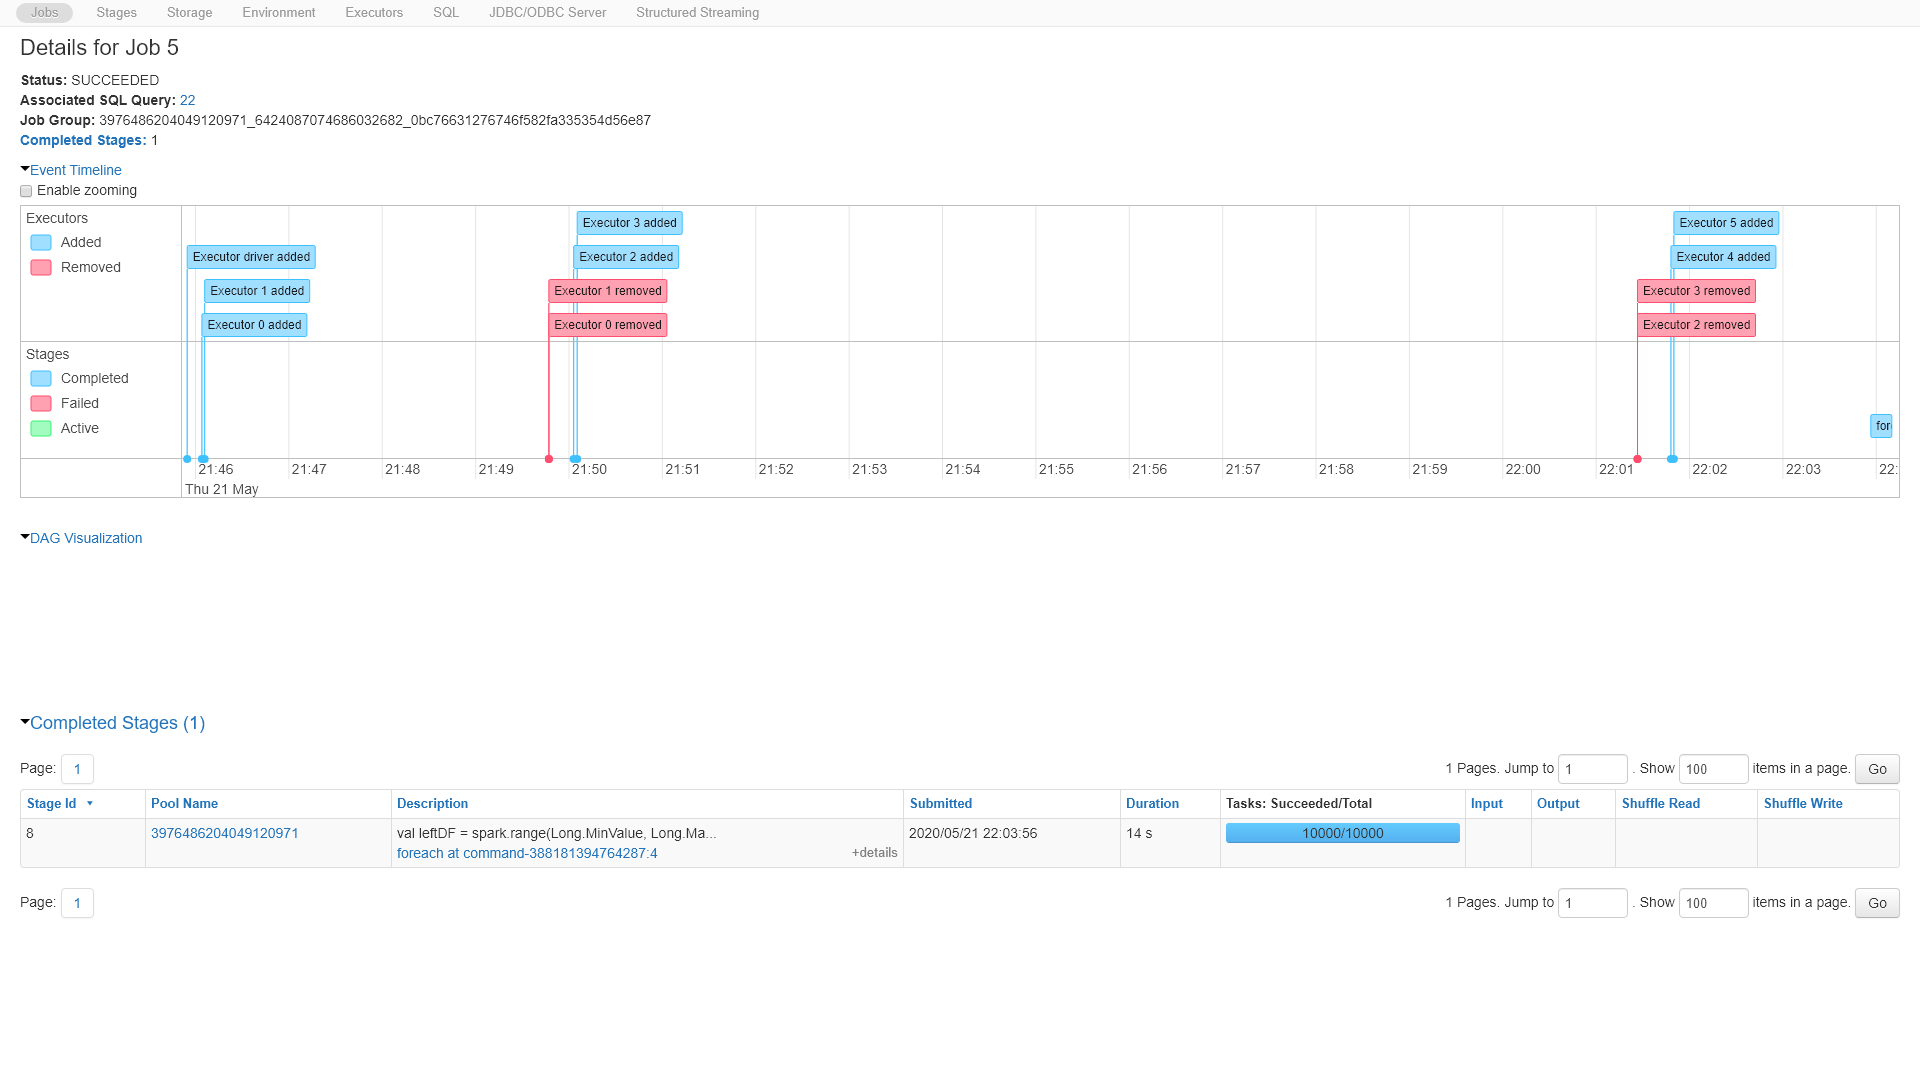 Jobs Stages Storage Environment Executors SQL JDBC/ODBC Server Structured Streaming
Details for Job 5
Status: SUCCEEDED
Associated SQL Query: 22
Job Group: 3976486204049120971_6424087074686032682_0bc76631276746f582fa335354d56e87
Completed Stages: 1
Event Timeline
Enable zooming
Executors
Added
Removed
Executor 3 added
Executor 5 added
Executor driver added
Executor 2 added
Executor 4 added
Executor 1 added
Executor 1 removed
Executor 3 removed
Executor 0 added
Executor 0 removed
Executor 2 removed
Stages
Completed
Failed
Active
for
21:46 21:47 21:48 21:49 21:50 21:51 21:52 21:53 21:54 21:55 21:56 21:57 21:58 21:59 22:00 22:01 22:02 22:03 22:
Thu 21 May
DAG Visualization
Completed Stages (1)
Page: 1
1 Pages. Jump to 1 . Show 100 items in a page. Go
Stage Id Pool Name Description Submitted Duration Tasks: Succeeded/Total Input Output Shuffle Read Shuffle Write
8 3976486204049120971 val leftDF = spark.range(Long.MinValue, Long.Ma... 2020/05/21 22:03:56 14 s 10000/10000
foreach at command-388181394764287:4 +details
Page: 1
1 Pages. Jump to 1 . Show 100 items in a page. Go